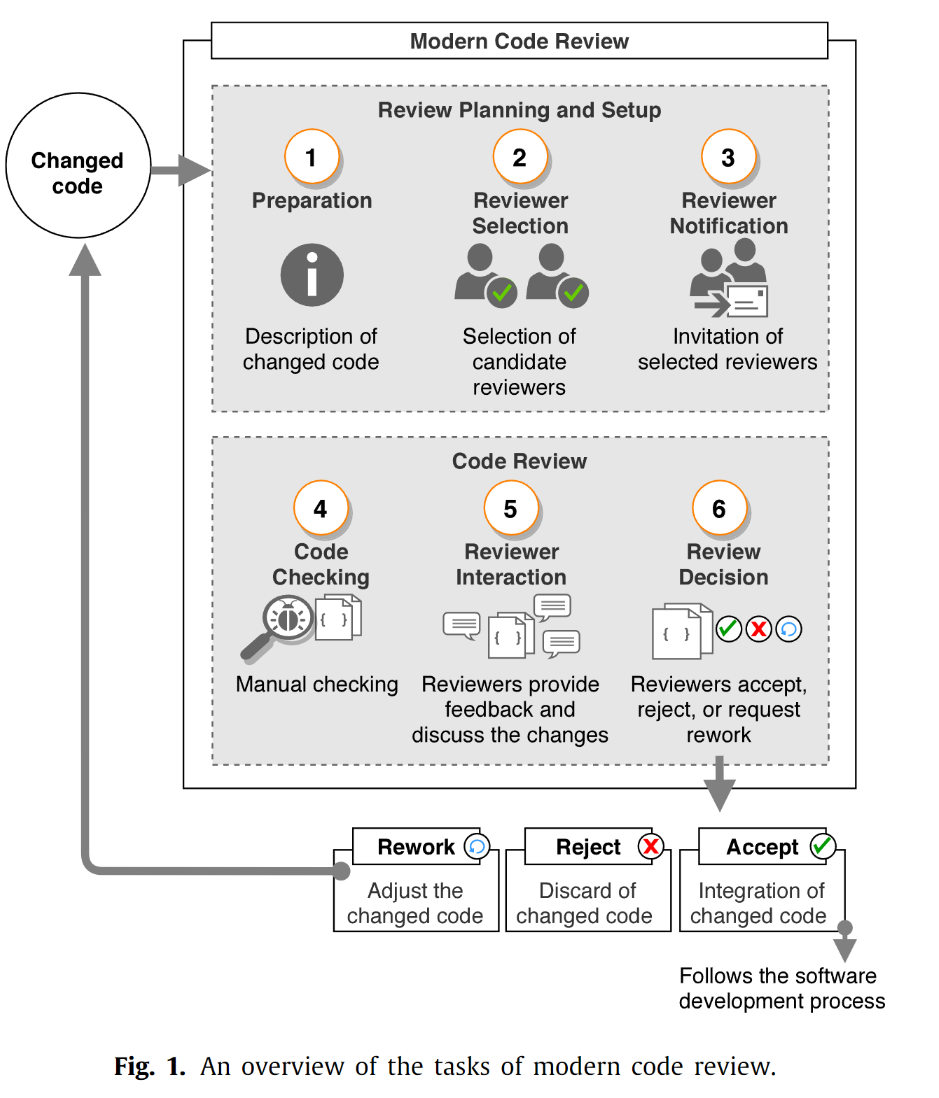 Modern Code Review
Changed
code
Review Planning and Setup
1
Preparation
Description of
changed code
2
Reviewer
Selection
Selection of
candidate
reviewers
3
Reviewer
Notification
Invitation of
selected reviewers
Code Review
4
Code
Checking
{ }
Manual checking
5
Reviewer
Interaction
{ }
Reviewers provide
feedback and
discuss the changes
6
Review
Decision
{ }
Reviewers accept,
reject, or request
rework
Rework
Adjust the
changed code
Reject
Discard of
changed code
Accept
Integration of
changed code
Follows the software
development process
Fig. 1. An overview of the tasks of modern code review.